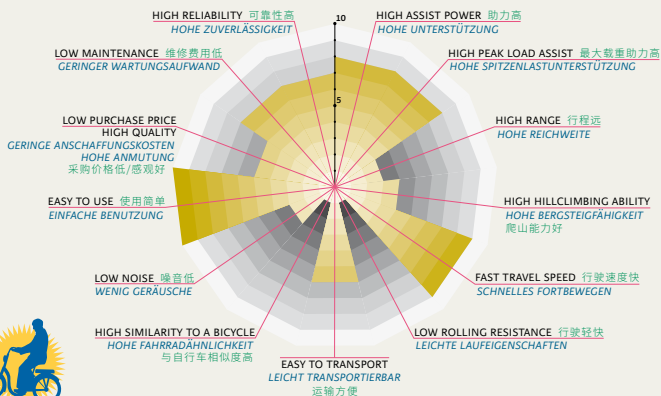 10
5
HIGH RELIABILITY 可靠性高
HOHE ZUVERLÄSSIGKEIT
HIGH ASSIST POWER 助力高
HOHE UNTERSTÜTZUNG
LOW MAINTENANCE 维修费用低
GERINGER WARTUNGSAUFWAND
HIGH PEAK LOAD ASSIST 最大载重助力高
HOHE SPITZENLASTUNTERSTÜTZUNG
LOW PURCHASE PRICE
HIGH QUALITY
GERINGE ANSCHAFFUNGSKOSTEN
HOHE ANMUTUNG
采购价格低/感观好
HIGH RANGE 行程远
HOHE REICHWEITE
EASY TO USE 使用简单
EINFACHE BENUTZUNG
HIGH HILLCLIMBING ABILITY
HOHE BERGSTEIGFÄHIGKEIT
爬山能力好
LOW NOISE 噪音低
WENIG GERÄUSCHE
FAST TRAVEL SPEED 行驶速度快
SCHNELLES FORTBEWEGEN
HIGH SIMILARITY TO A BICYCLE
HOHE FAHRRADÄHNLICHKEIT
与自行车相似度高
LOW ROLLING RESISTANCE 行驶轻快
LEICHTE LAUFEIGENSCHAFTEN
EASY TO TRANSPORT
LEICHT TRANSPORTIERBAR
运输方便